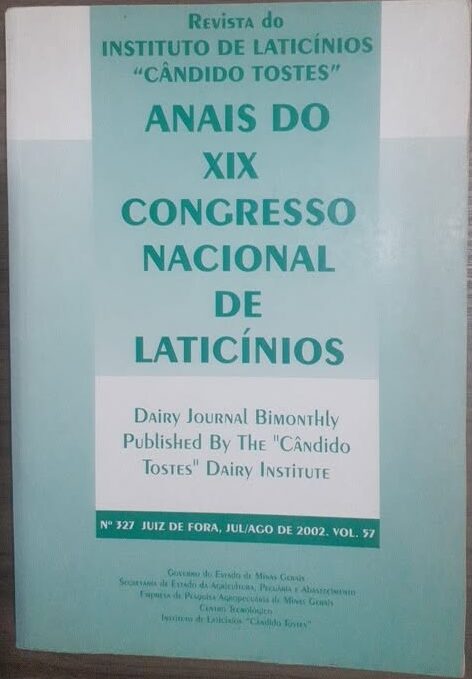 Revista do
INSTITUTO DE LATICÍNIOS
"CÂNDIDO TOSTES"
ANAIS DO
XIX
CONGRESSO
NACIONAL
DE
LATICÍNIOS
Dairy Journal Bimonthly
Published By The "Cândido
Tostes" Dairy Institute
Nº 327 JUIZ DE FORA, JUL/AGO DE 2002. VOL. 57
Governo do Estado de Minas Gerais
Secretaria de Estado da Agricultura, Pecuária e Abastecimento
Empresa de Pesquisa Agropecuária de Minas Gerais
Centro Tecnológico
Instituto de Laticínios "Cândido Tostes"